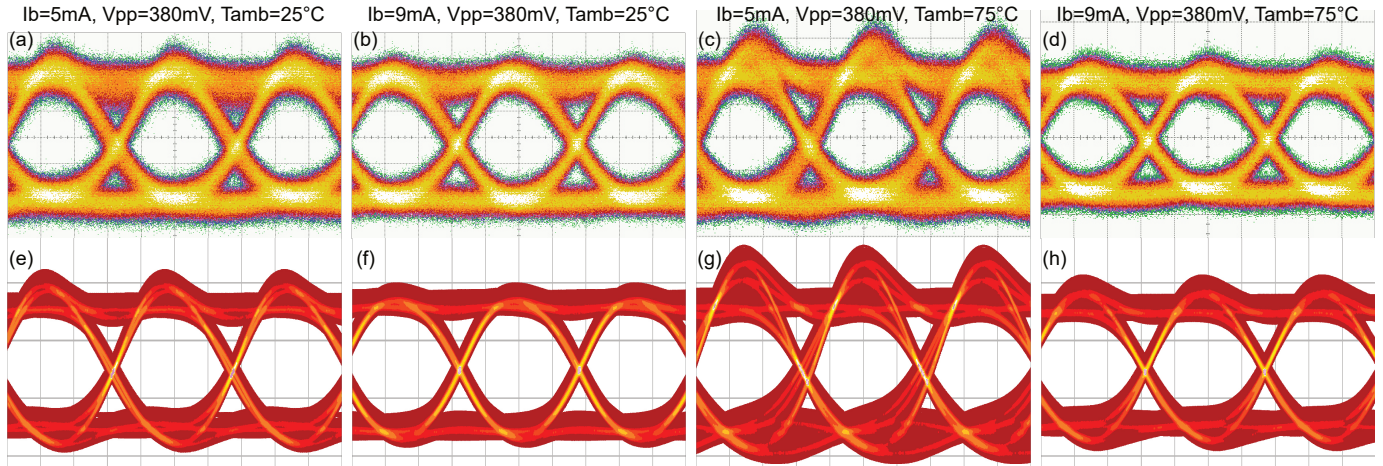 Ib=5mA, Vpp=380mV, Tamb=25°C Ib=9mA, Vpp=380mV, Tamb=25°C Ib=5mA, Vpp=380mV, Tamb=75°C Ib=9mA, Vpp=380mV, Tamb=75°C
(a) (b) (c) (d)
(e) (f) (g) (h)